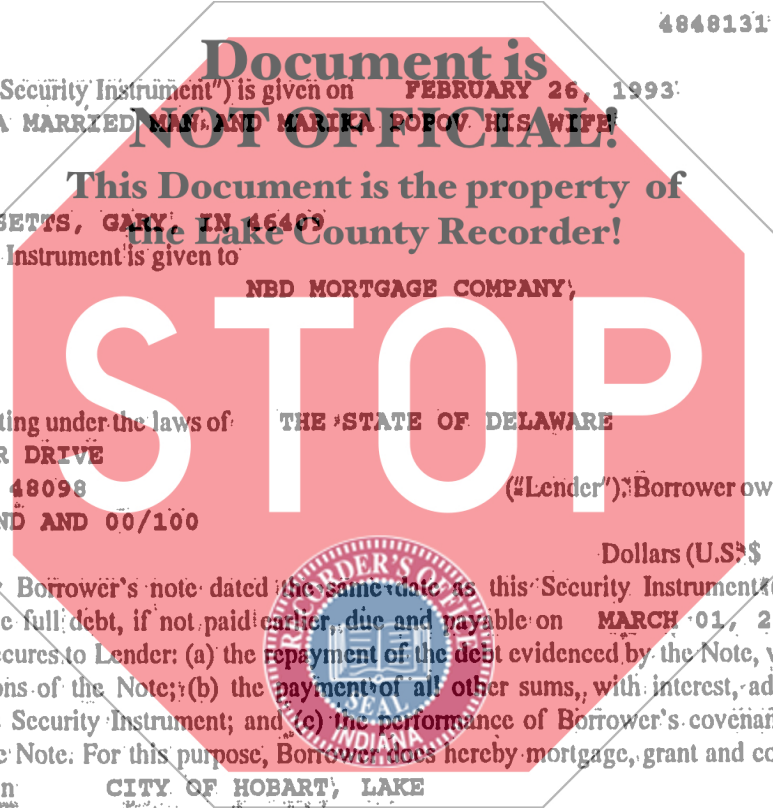 4848131
Document is
Security Instrument") is given on FEBRUARY 26, 1993
A MARRIED MAN AND MARIKA POPOV HIS WIFE
NOT OFFICIAL!
This Document is the property of
SETTS, GARY, IN 46409
the Lake County Recorder!
Instrument is given to
NBD MORTGAGE COMPANY,
STOP
ting under the laws of THE STATE OF DELAWARE
R DRIVE
48098 ("Lender"). Borrower ow
ND AND 00/100
Dollars (U.S. $
Borrower's note dated the same date as this Security Instrument
e full debt, if not paid earlier, due and payable on MARCH 01, 2
ecures to Lender: (a) the repayment of the debt evidenced by the Note,
ons of the Note; (b) the payment of all other sums, with interest, ad
Security Instrument; and (c) the performance of Borrower's covenan
e Note. For this purpose, Borrower does hereby mortgage, grant and co
n CITY OF HOBART, LAKE
RECORDER'S OFFICE
SEAL
INDIANA